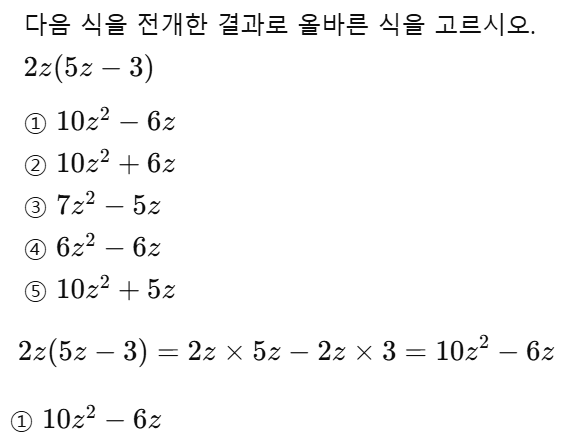 다음 식을 전개한 결과로 올바른 식을 고르시오.
2z(5z − 3)
① 10z² − 6z
② 10z² + 6z
③ 7z² − 5z
④ 6z² − 6z
⑤ 10z² + 5z
2z(5z − 3) = 2z × 5z − 2z × 3 = 10z² − 6z
① 10z² − 6z